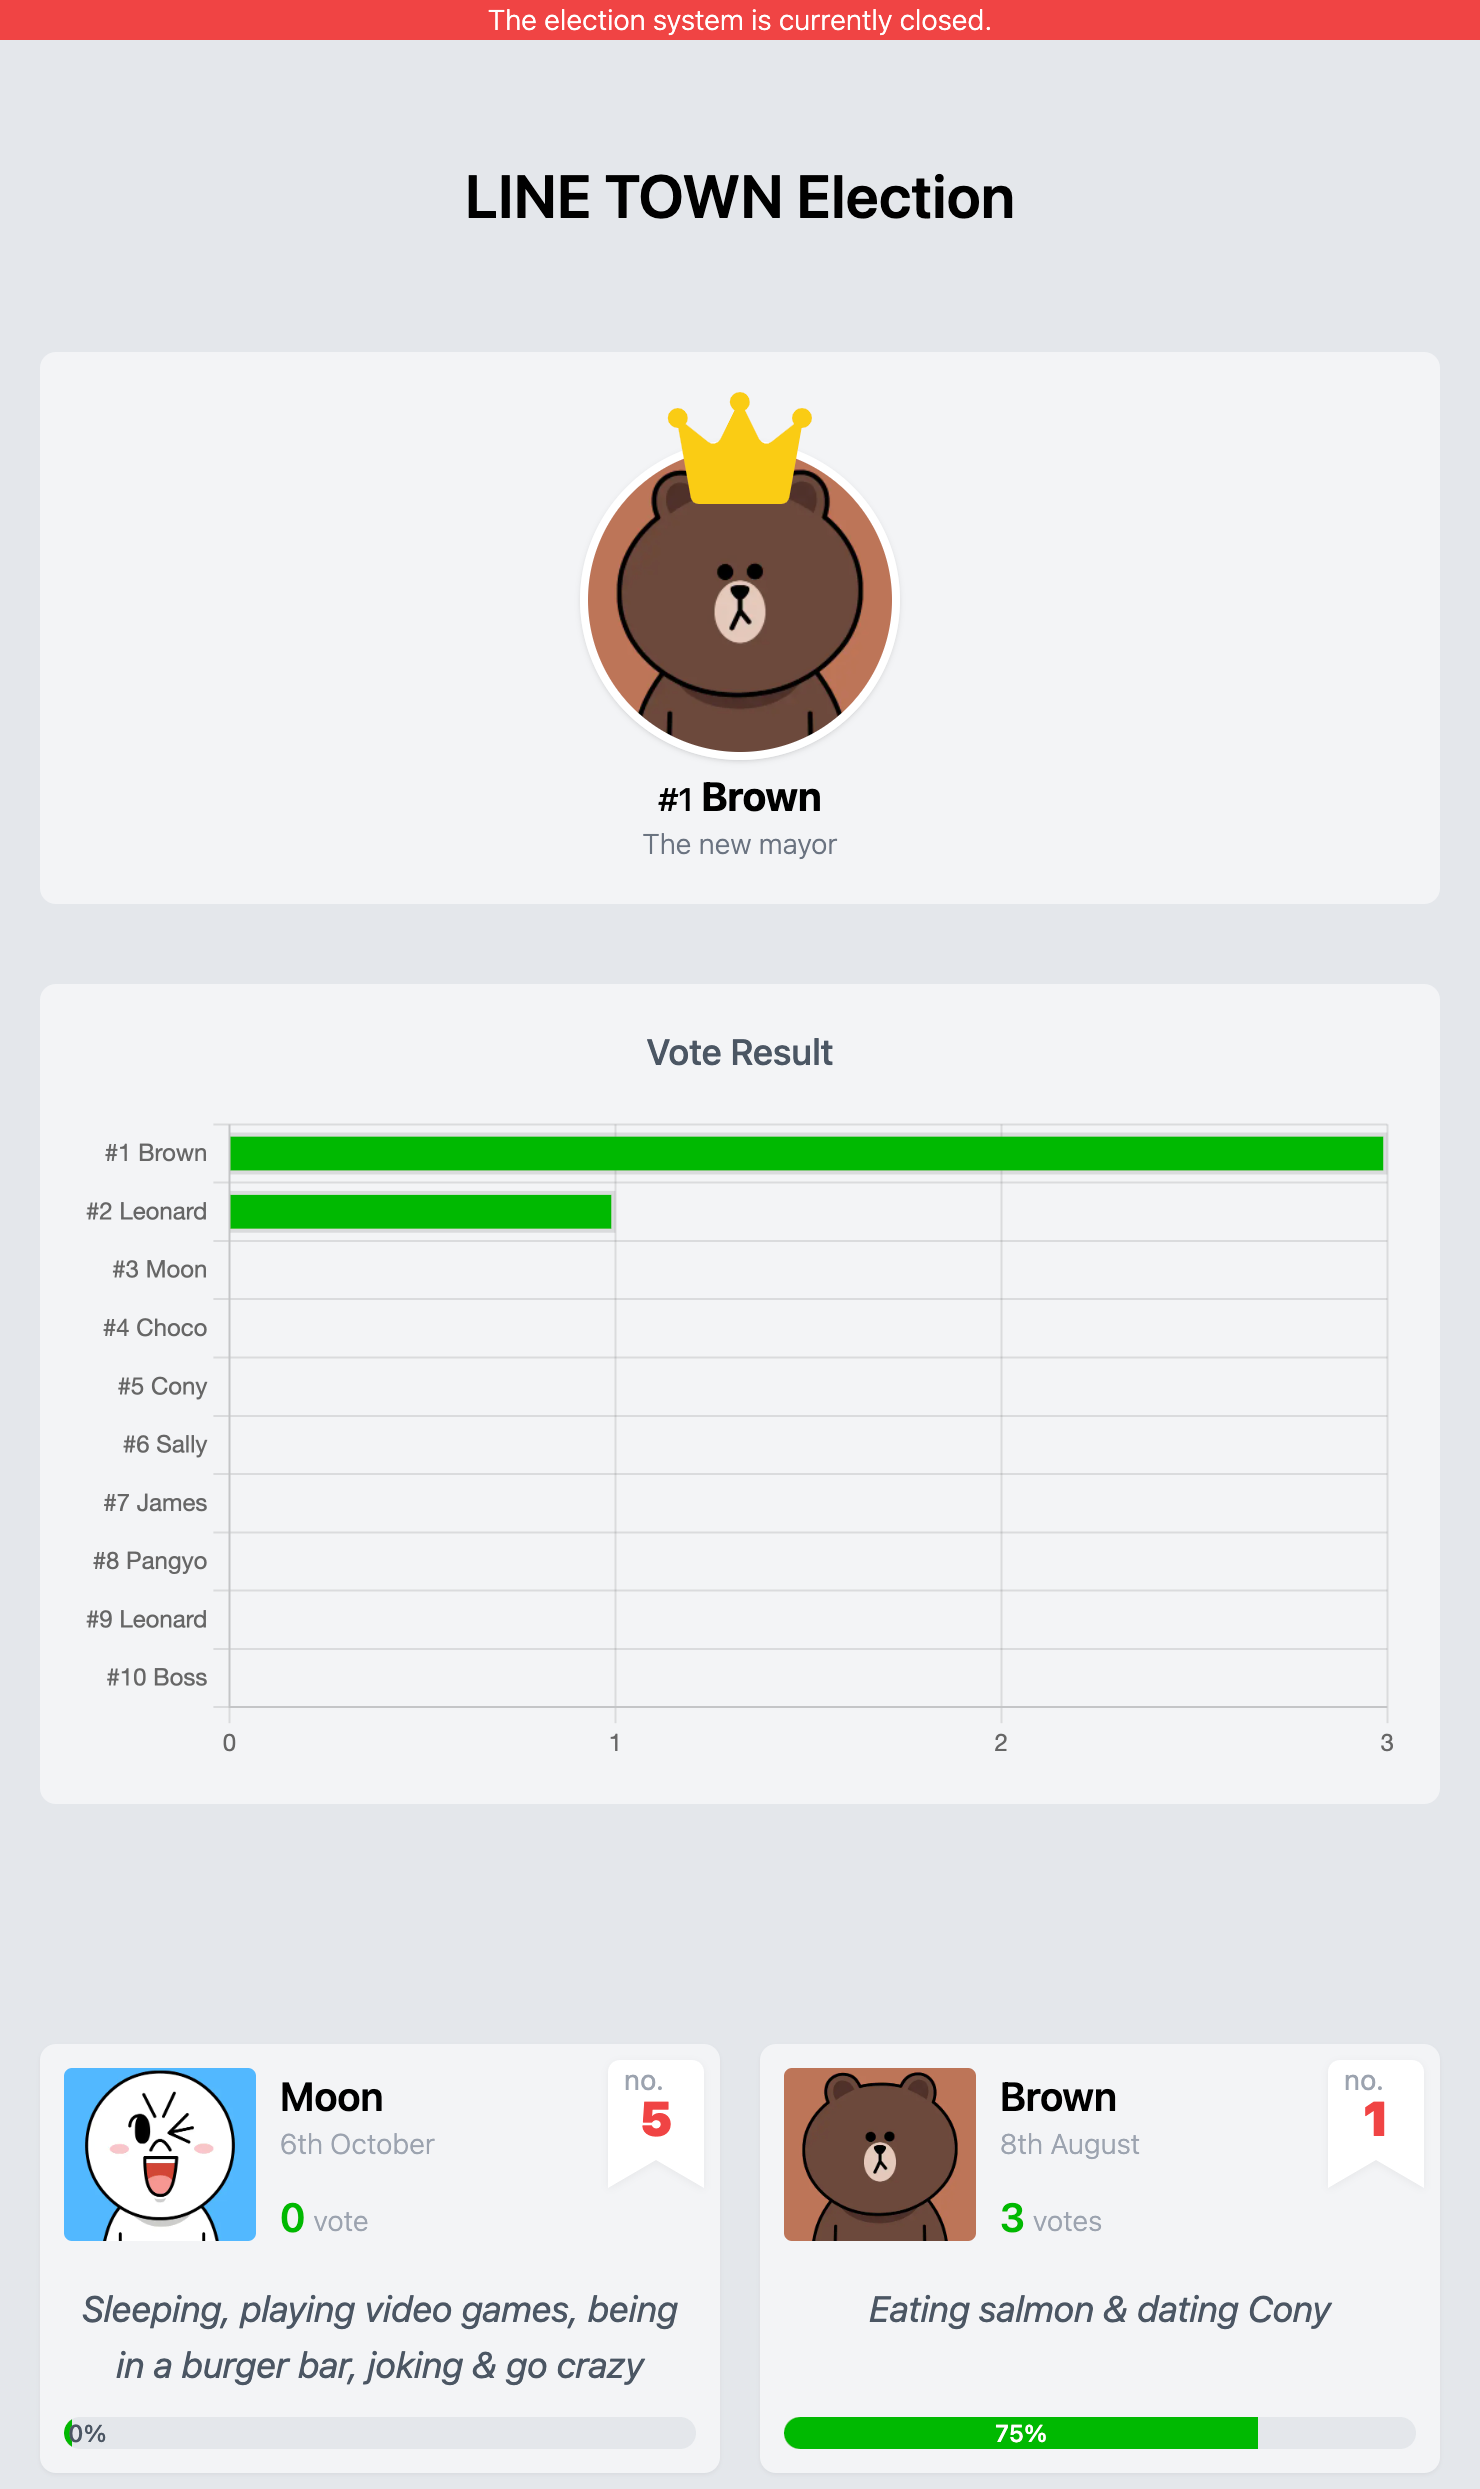 The election system is currently closed.
LINE TOWN Election
#1 Brown
The new mayor
Vote Result
#1 Brown
#2 Leonard
#3 Moon
#4 Choco
#5 Cony
#6 Sally
#7 James
#8 Pangyo
#9 Leonard
#10 Boss
0 1 2 3
Moon
6th October
0 vote
no.
5
Sleeping, playing video games, being
in a burger bar, joking & go crazy
0%
Brown
8th August
3 votes
no.
1
Eating salmon & dating Cony
75%